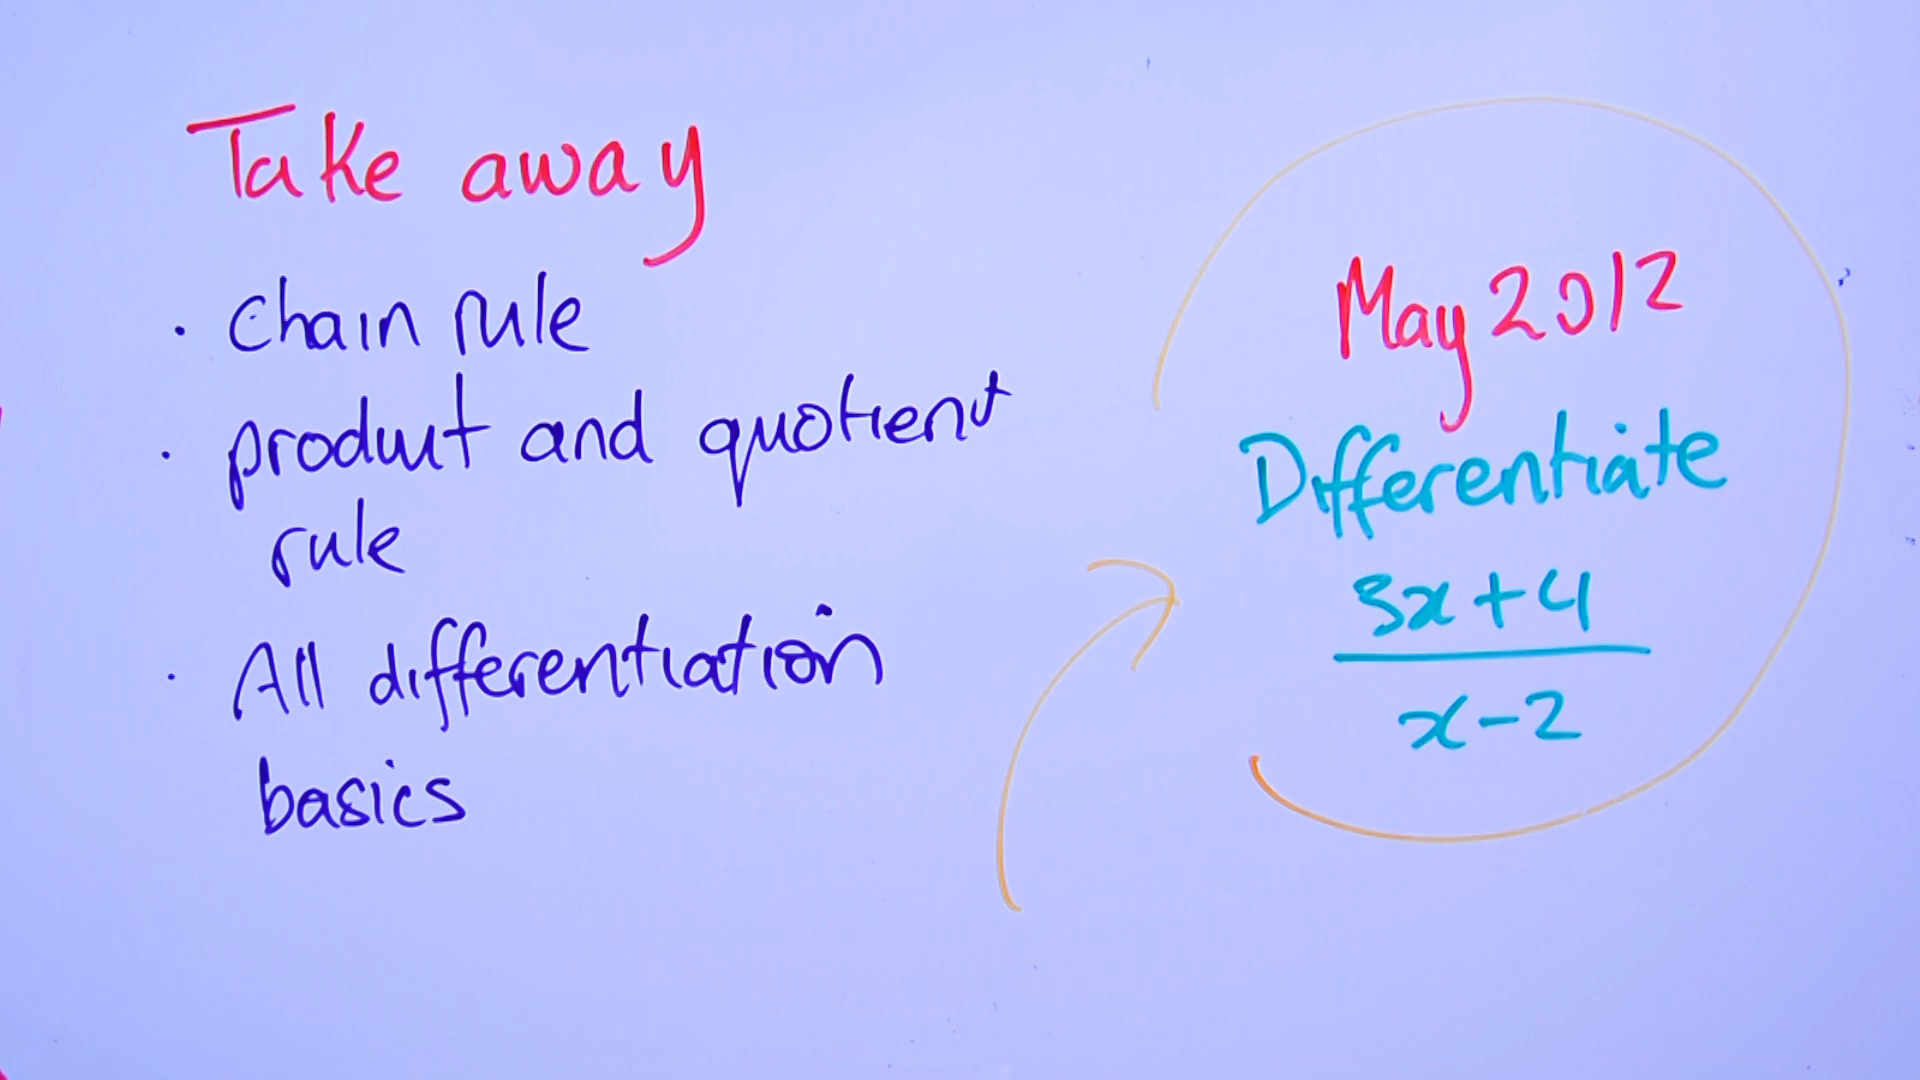 Take away
· Chain rule
· product and quotient
rule
· All differentiation
basics
May 2012
Differentiate
3x+4
x-2